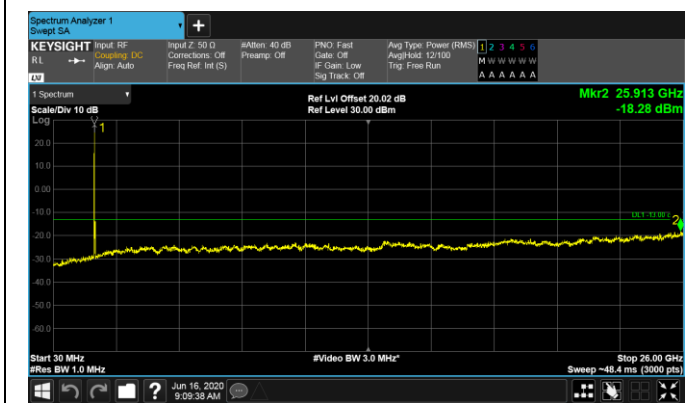 Spectrum Analyzer 1
Swept SA
+
KEYSIGHT Input: RF Input Z: 50 Ω #Atten: 40 dB PNO: Fast Avg Type: Power (RMS) 1 2 3 4 5 6
RL Coupling: DC Corrections: Off Preamp: Off Gate: Off Avg|Hold: 12/100 M W W W W W
Align: Auto Freq Ref: Int (S) IF Gain: Low Trig: Free Run
LXI Sig Track: Off A A A A A A
1 Spectrum
Ref Lvl Offset 20.02 dB Mkr2 25.913 GHz
Scale/Div 10 dB Ref Level 30.00 dBm -18.28 dBm
Log
1
20.0
10.0
0.00
-10.0
DL1 -13.00
2
-20.0
-30.0
-40.0
-50.0
-60.0
Start 30 MHz #Video BW 3.0 MHz* Stop 26.00 GHz
#Res BW 1.0 MHz Sweep ~48.4 ms (3000 pts)
? Jun 16, 2020
9:09:38 AM